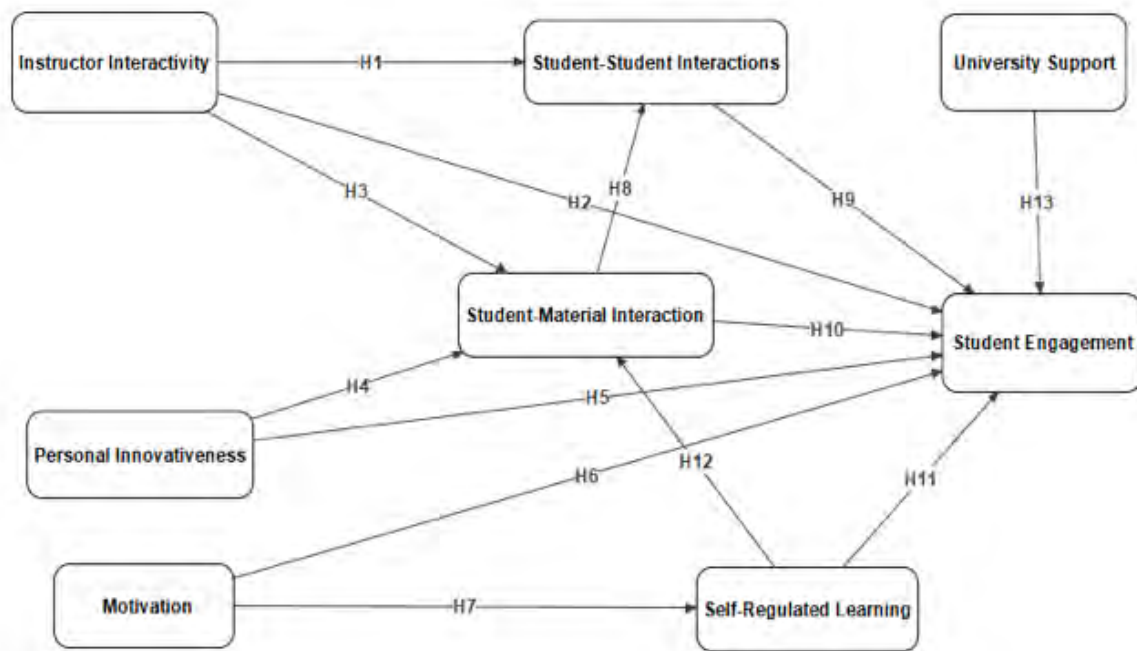 Instructor Interactivity
H1
Student-Student Interactions
University Support
H3
H8
H2
H9
H13
Student-Material Interaction
H10
Student Engagement
H4
H5
Personal Innovativeness
H6
H12
H11
Motivation
H7
Self-Regulated Learning